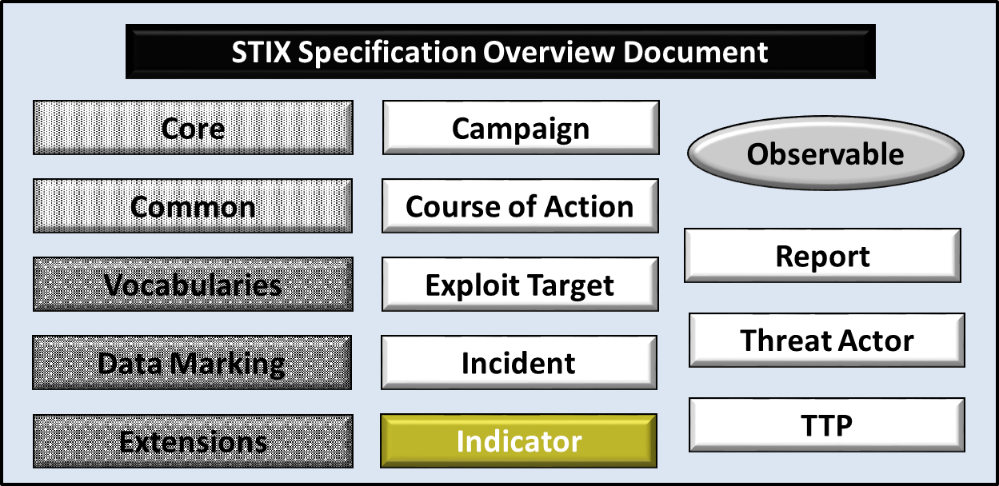 STIX Specification Overview Document
Core
Common
Vocabularies
Data Marking
Extensions
Campaign
Course of Action
Exploit Target
Incident
Indicator
Observable
Report
Threat Actor
TTP